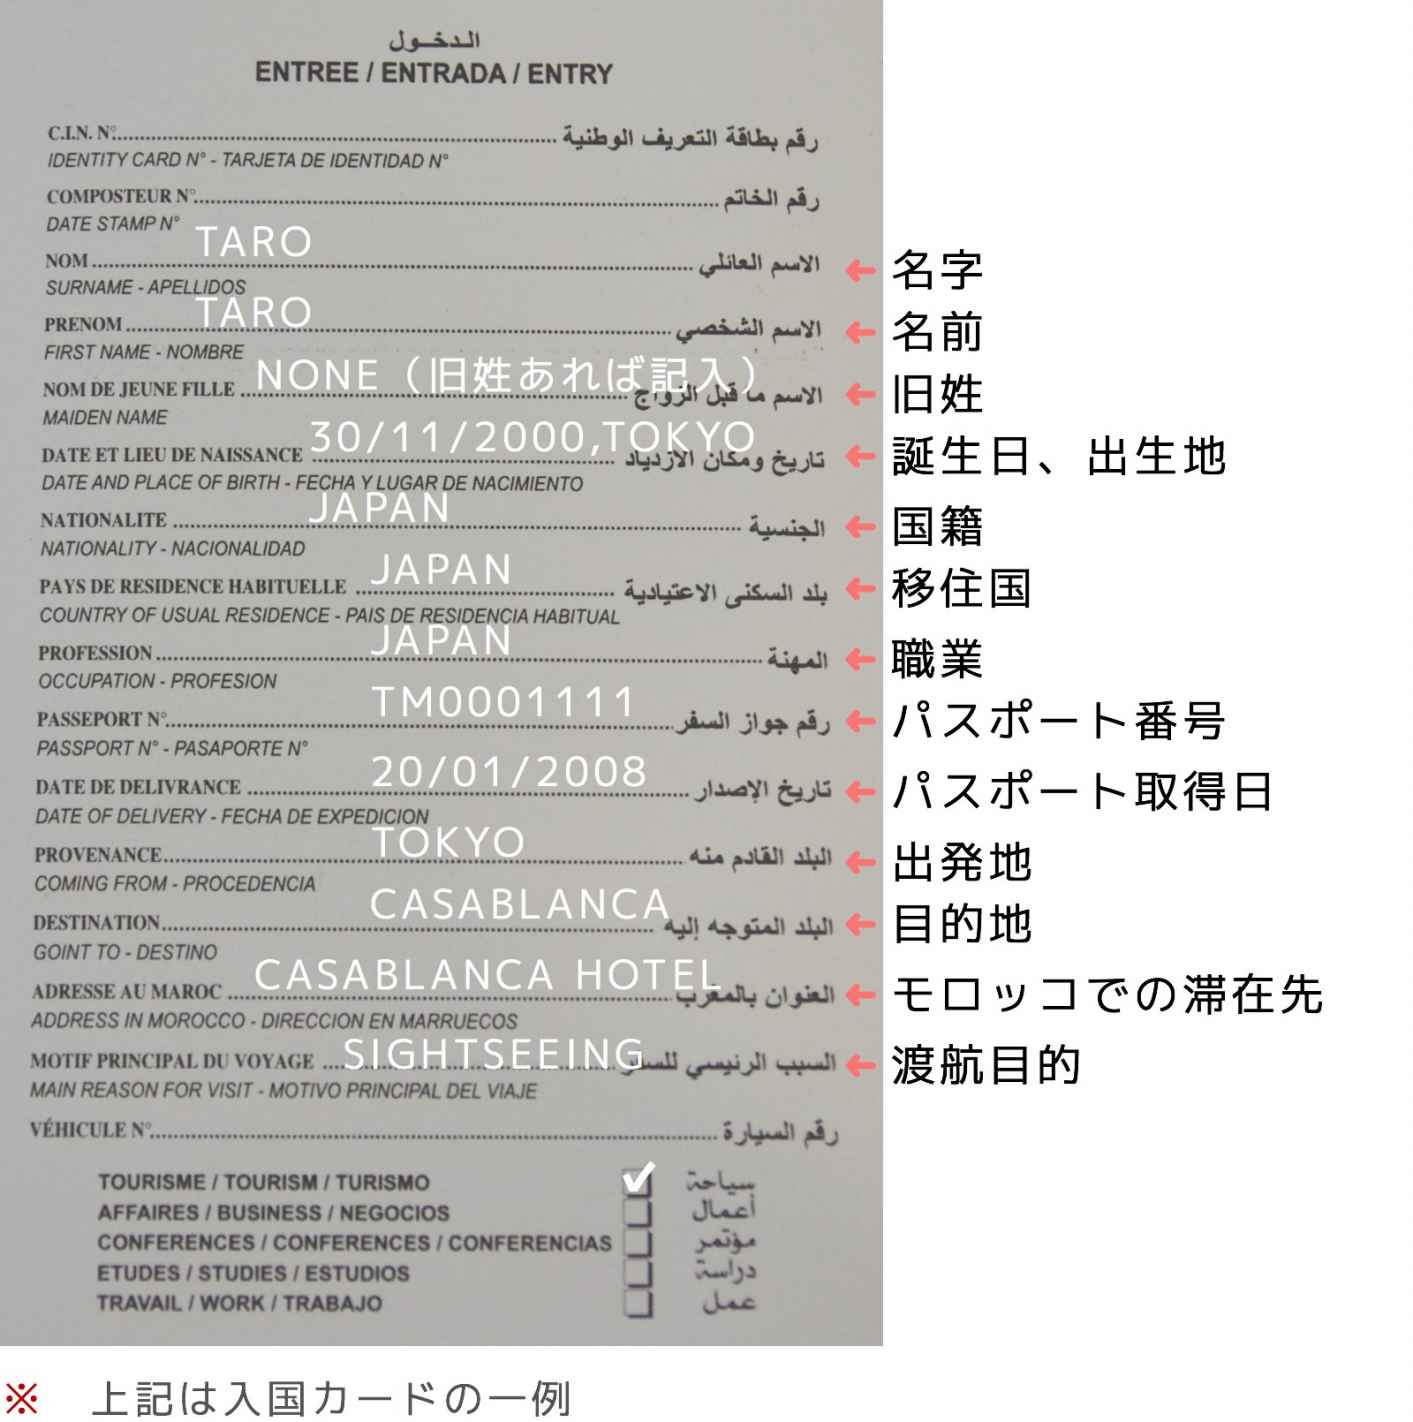 الدخول
ENTREE / ENTRADA / ENTRY
C.I.N. N°.......... رقم بطاقة التعريف الوطنية
IDENTITY CARD N° - TARJETA DE IDENTIDAD N°
COMPOSTEUR N°.......... رقم الخاتم
DATE STAMP N°
TARO
NOM .......... الاسم العائلي ← 名字
SURNAME - APELLIDOS
TARO
PRENOM .......... الاسم الشخصي ← 名前
FIRST NAME - NOMBRE
NONE（旧姓あれば記入）
NOM DE JEUNE FILLE .......... الاسم ما قبل الزواج ← 旧姓
MAIDEN NAME
30/11/2000,TOKYO
DATE ET LIEU DE NAISSANCE .......... تاريخ ومكان الازدياد ← 誕生日、出生地
DATE AND PLACE OF BIRTH - FECHA Y LUGAR DE NACIMIENTO
JAPAN
NATIONALITE .......... الجنسية ← 国籍
NATIONALITY - NACIONALIDAD
JAPAN
PAYS DE RESIDENCE HABITUELLE .......... بلد السكنى الاعتيادية ← 移住国
COUNTRY OF USUAL RESIDENCE - PAIS DE RESIDENCIA HABITUAL
JAPAN
PROFESSION .......... المهنة ← 職業
OCCUPATION - PROFESION
TM0001111
PASSEPORT N°.......... رقم جواز السفر ← パスポート番号
PASSPORT N° - PASAPORTE N°
20/01/2008
DATE DE DELIVRANCE .......... تاريخ الإصدار ← パスポート取得日
DATE OF DELIVERY - FECHA DE EXPEDICION
TOKYO
PROVENANCE.......... البلد القادم منه ← 出発地
COMING FROM - PROCEDENCIA
CASABLANCA
DESTINATION.......... البلد المتوجه إليه ← 目的地
GOINT TO - DESTINO
CASABLANCA HOTEL
ADRESSE AU MAROC .......... العنوان بالمغرب ← モロッコでの滞在先
ADDRESS IN MOROCCO - DIRECCION EN MARRUECOS
SIGHTSEEING
MOTIF PRINCIPAL DU VOYAGE .......... السبب الرئيسي للسفر ← 渡航目的
MAIN REASON FOR VISIT - MOTIVO PRINCIPAL DEL VIAJE
VÉHICULE N°.......... رقم السيارة
TOURISME / TOURISM / TURISMO ✓ سياحة
AFFAIRES / BUSINESS / NEGOCIOS أعمال
CONFERENCES / CONFERENCES / CONFERENCIAS مؤتمر
ETUDES / STUDIES / ESTUDIOS دراسة
TRAVAIL / WORK / TRABAJO عمل
※ 上記は入国カードの一例